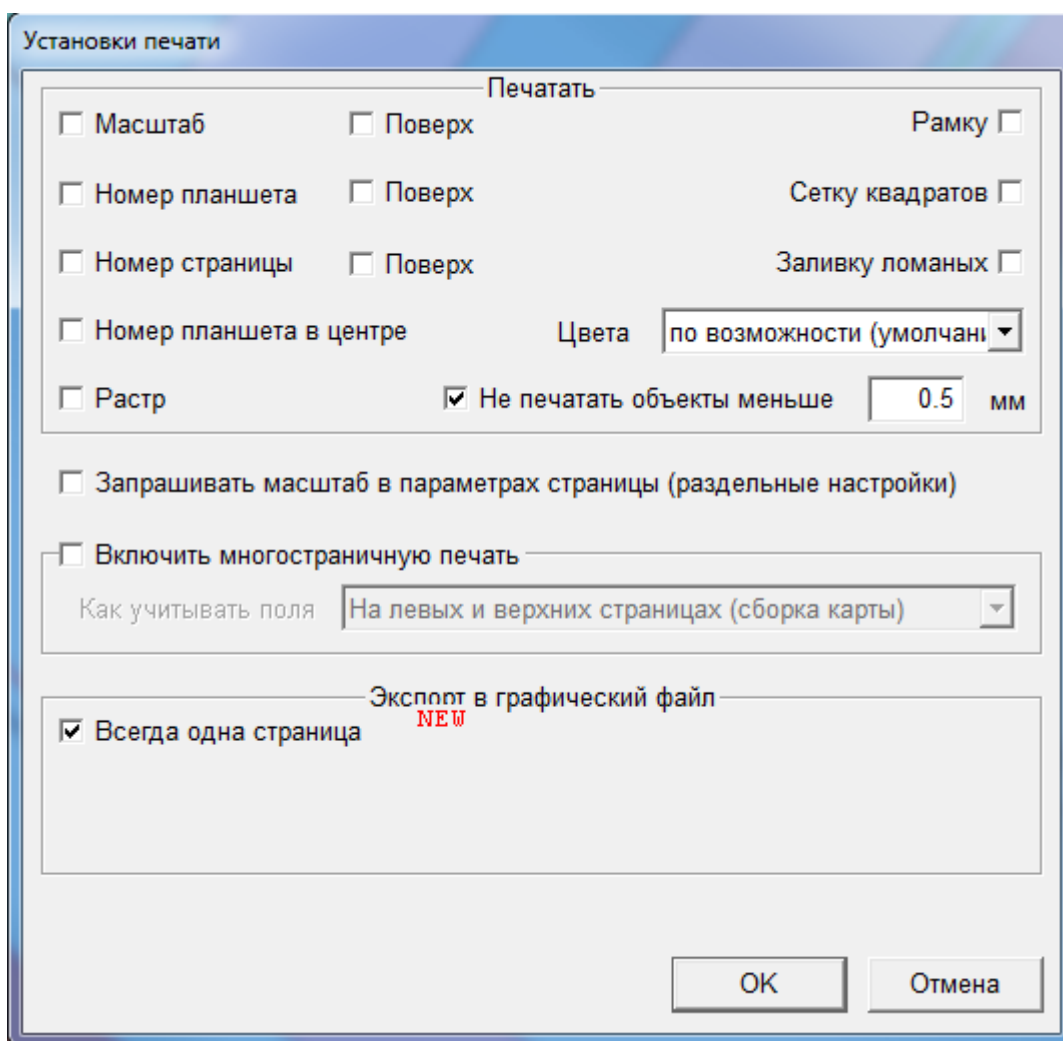 Установки печати
Печатать
Масштаб Поверх Рамку
Номер планшета Поверх Сетку квадратов
Номер страницы Поверх Заливку ломаных
Номер планшета в центре Цвета по возможности (умолчани
Растр Не печатать объекты меньше 0.5 мм
Запрашивать масштаб в параметрах страницы (раздельные настройки)
Включить многостраничную печать
Как учитывать поля На левых и верхних страницах (сборка карты)
Экспорт в графический файл
NEW
Всегда одна страница
OK Отмена